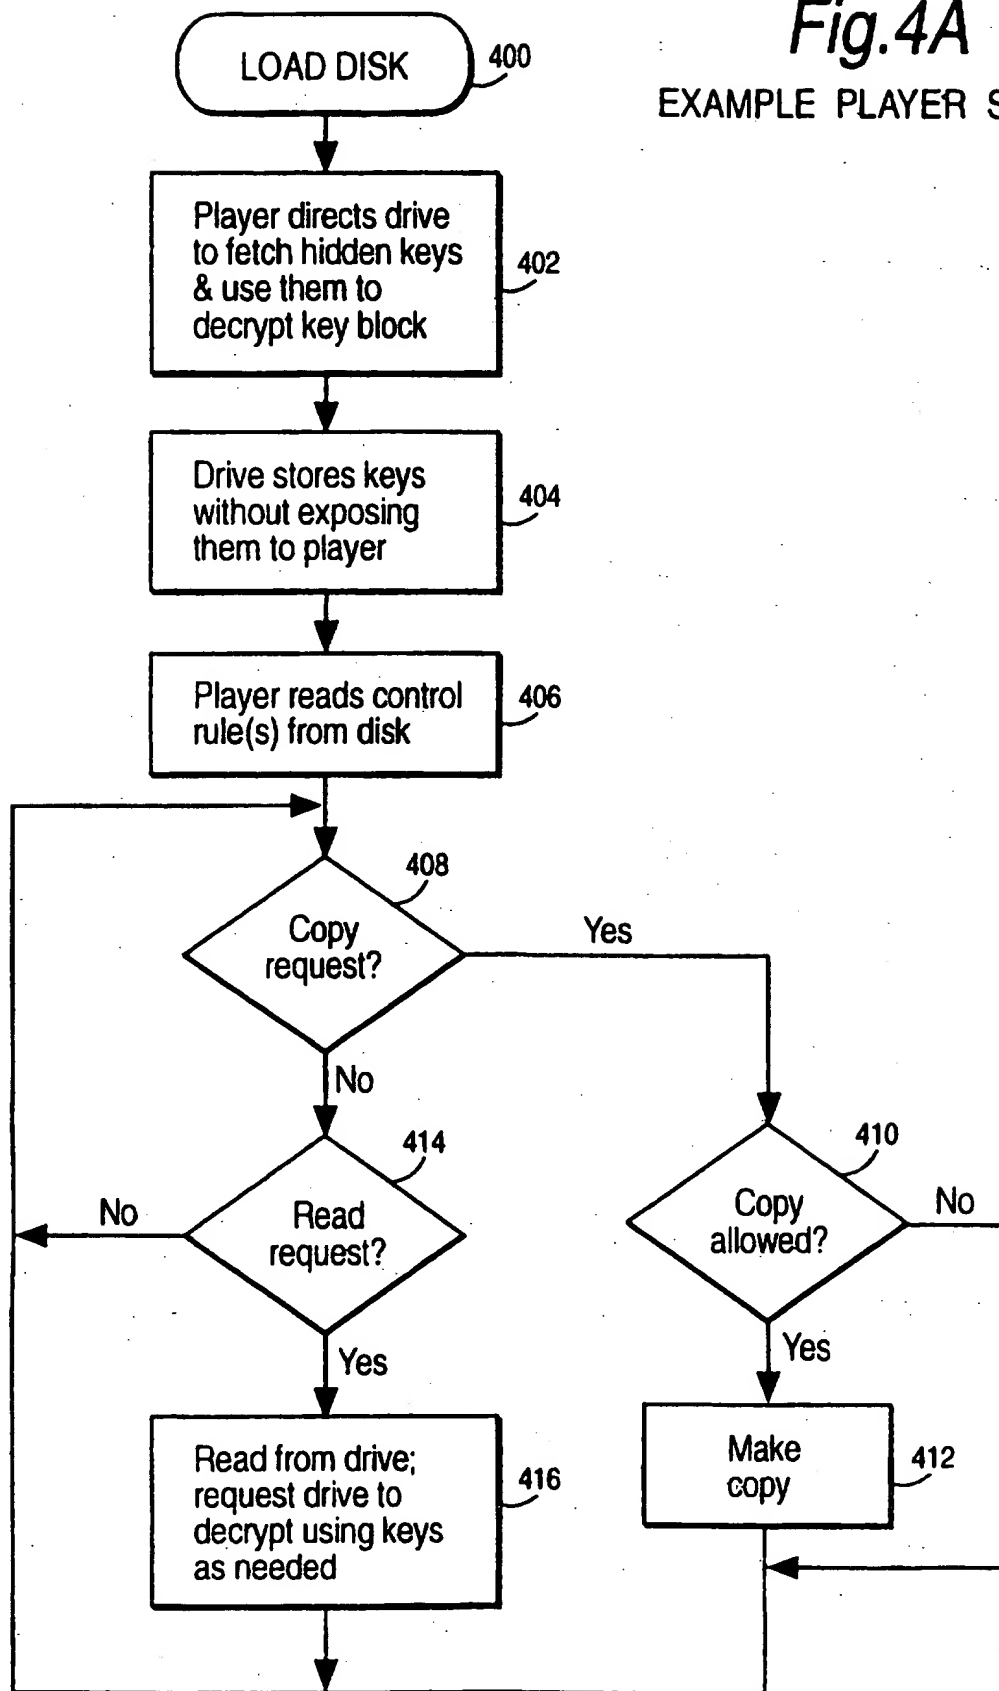 Fig.4A
EXAMPLE PLAYER S
LOAD DISK
400
Player directs drive
to fetch hidden keys
& use them to
decrypt key block
402
Drive stores keys
without exposing
them to player
404
Player reads control
rule(s) from disk
406
408
Copy
request?
Yes
No
414
Read
request?
No
Yes
410
Copy
allowed?
No
Yes
Read from drive;
request drive to
decrypt using keys
as needed
416
Make
copy
412